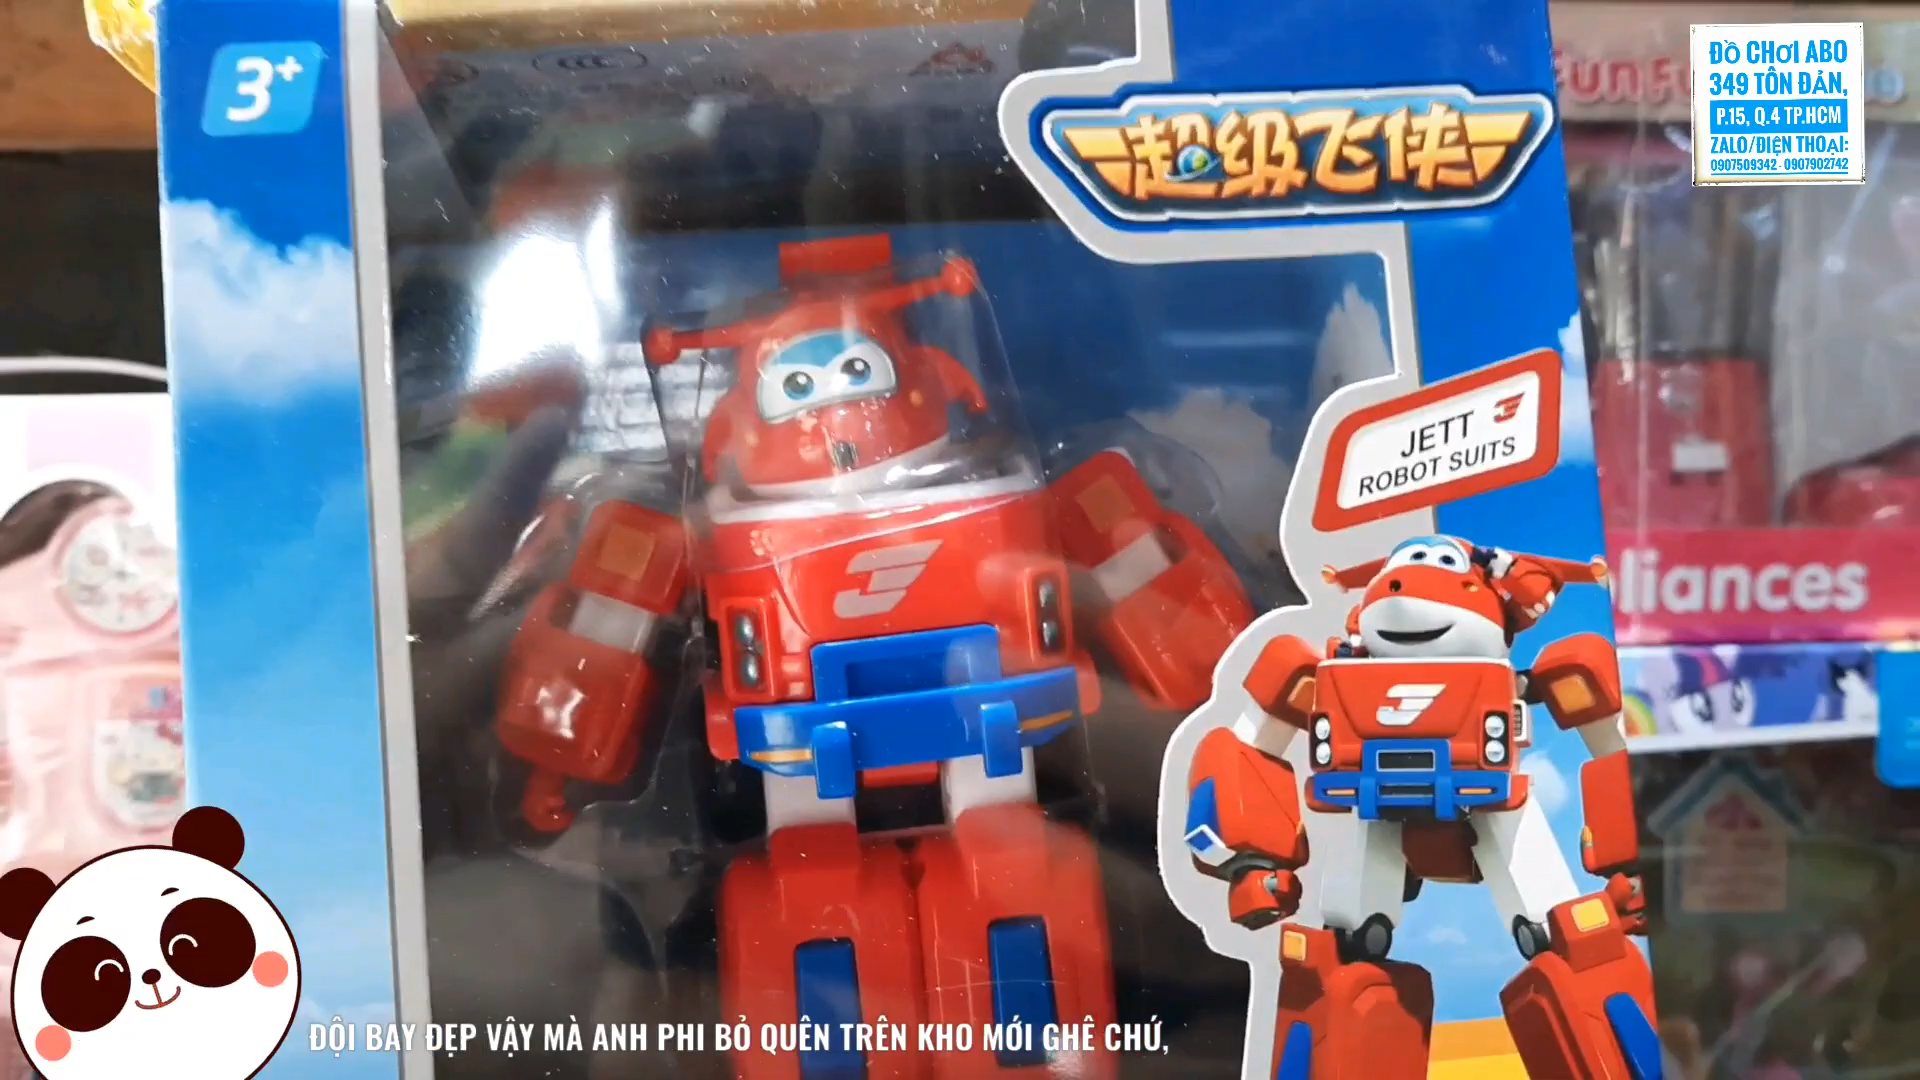 3+
超级飞侠
JETT
ROBOT SUITS
FUN FU
ĐỒ CHƠI ABO
349 TÔN ĐẢN,
P.15, Q.4 TP.HCM
ZALO/ĐIỆN THOẠI:
0907509342 - 0907902742
liances
ĐỘI BAY ĐẸP VẬY MÀ ANH PHI BỎ QUÊN TRÊN KHO MỚI GHÊ CHỨ,